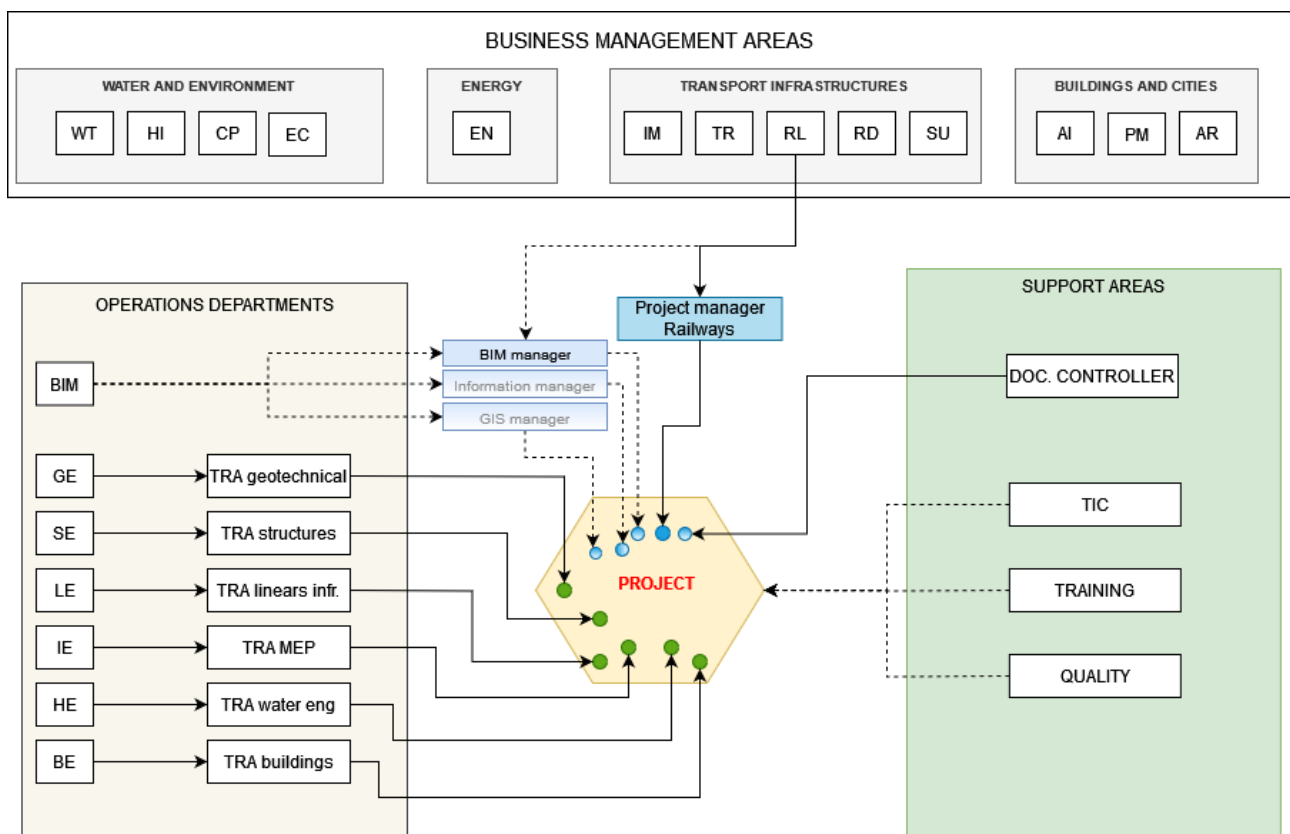 BUSINESS MANAGEMENT AREAS
WATER AND ENVIRONMENT
WT
HI
CP
EC
ENERGY
EN
TRANSPORT INFRASTRUCTURES
IM
TR
RL
RD
SU
BUILDINGS AND CITIES
AI
PM
AR
OPERATIONS DEPARTMENTS
BIM
GE
TRA geotechnical
SE
TRA structures
LE
TRA linears infr.
IE
TRA MEP
HE
TRA water eng
BE
TRA buildings
Project manager
Railways
BIM manager
Information manager
GIS manager
PROJECT
SUPPORT AREAS
DOC. CONTROLLER
TIC
TRAINING
QUALITY